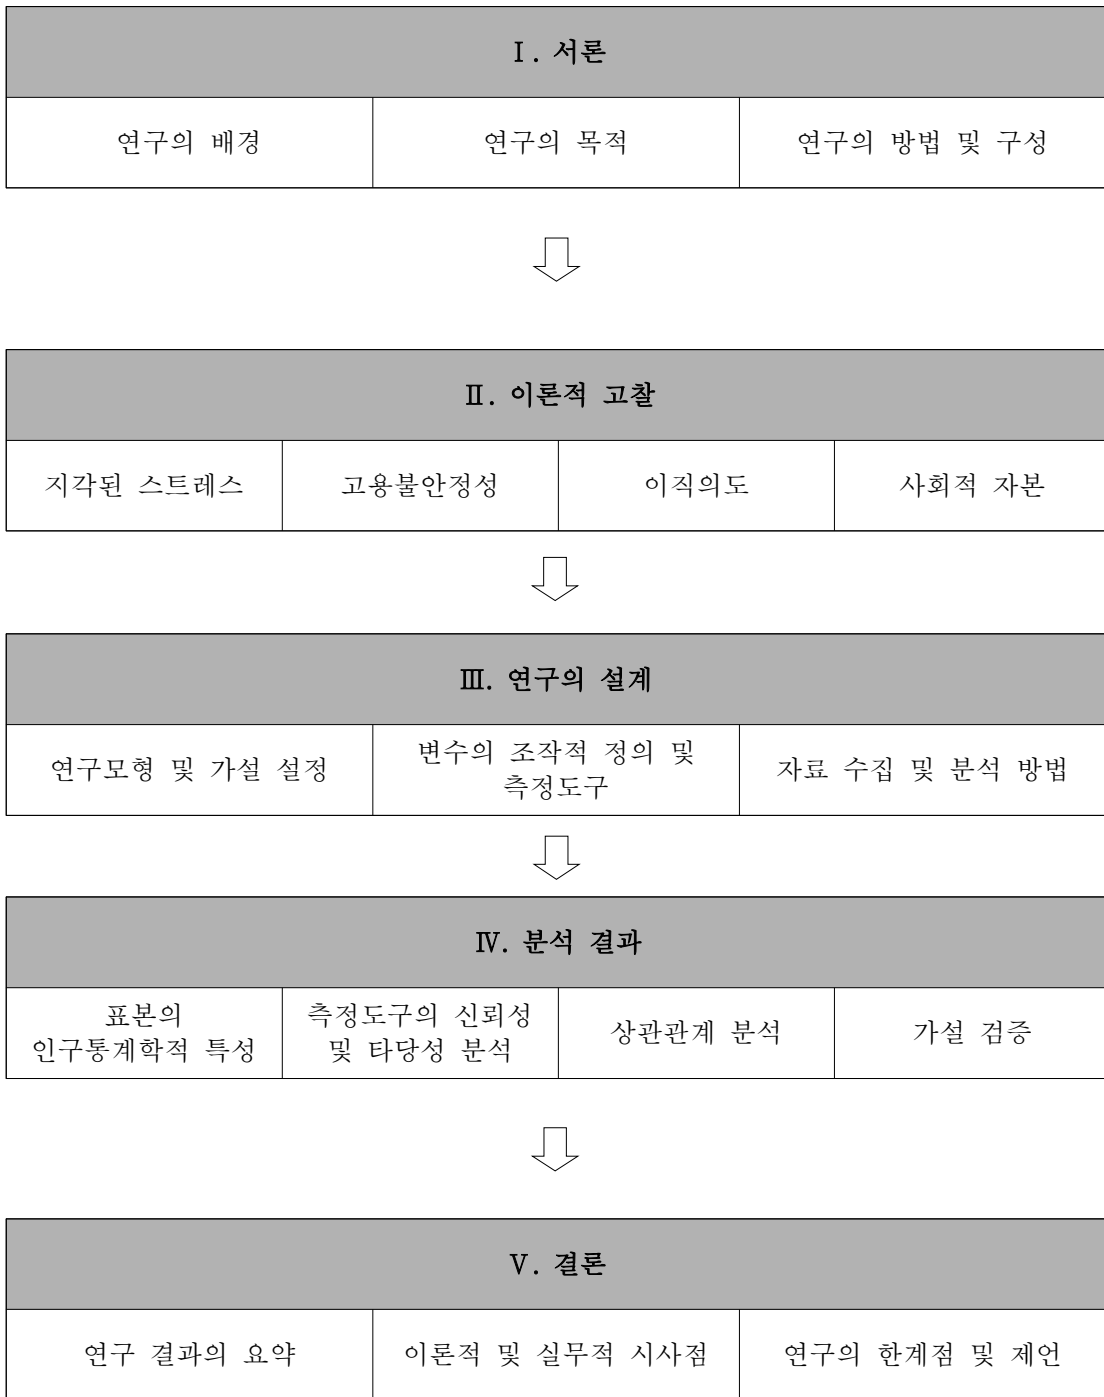 Ⅰ. 서론
연구의 배경
연구의 목적
연구의 방법 및 구성
Ⅱ. 이론적 고찰
지각된 스트레스
고용불안정성
이직의도
사회적 자본
Ⅲ. 연구의 설계
연구모형 및 가설 설정
변수의 조작적 정의 및
측정도구
자료 수집 및 분석 방법
Ⅳ. 분석 결과
표본의
인구통계학적 특성
측정도구의 신뢰성
및 타당성 분석
상관관계 분석
가설 검증
Ⅴ. 결론
연구 결과의 요약
이론적 및 실무적 시사점
연구의 한계점 및 제언